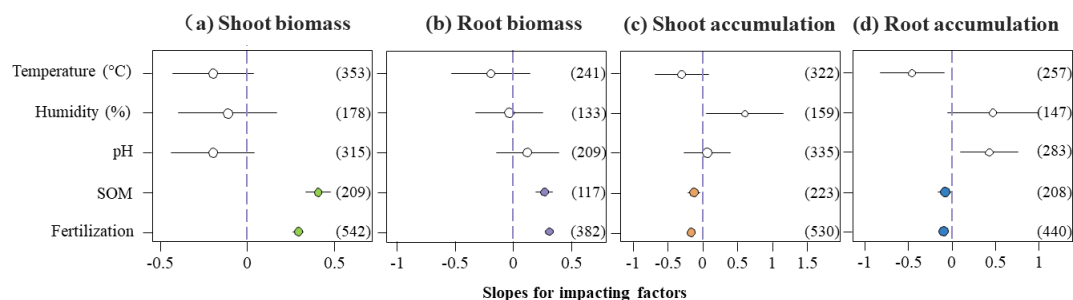 （a) Shoot biomass (b) Root biomass (c) Shoot accumulation (d) Root accumulation
Temperature (°C) (353) (241) (322) (257)
Humidity (%) (178) (133) (159) (147)
pH (315) (209) (335) (283)
SOM (209) (117) (223) (208)
Fertilization (542) (382) (530) (440)
-0.5 0 0.5 -1 -0.5 0 0.5 -1 -0.5 0 0.5 1 1.5 -1 -0.5 0 0.5 1
Slopes for impacting factors